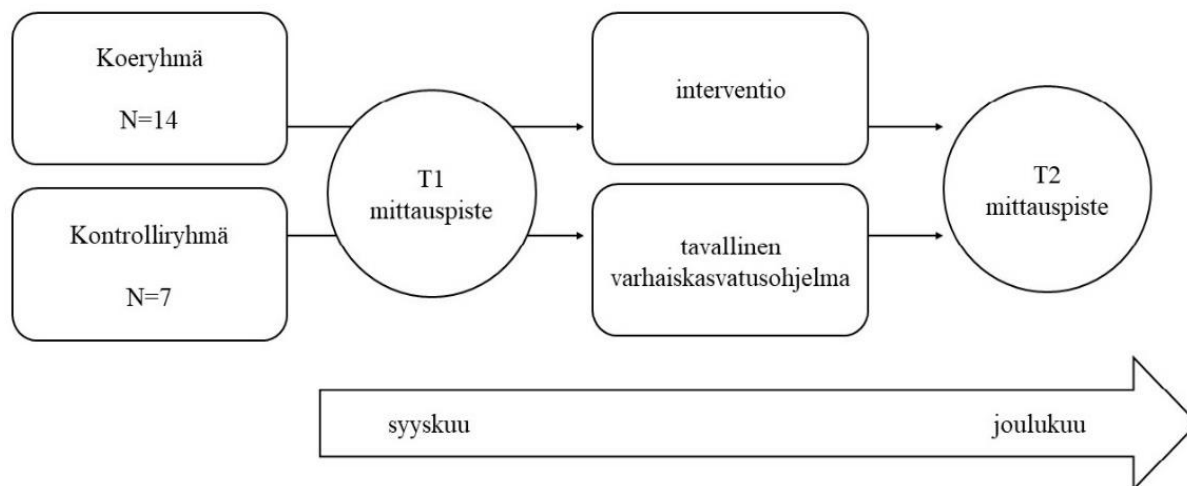 Koeryhmä
N=14
Kontrolliryhmä
N=7
T1
mittauspiste
interventio
tavallinen
varhaiskasvatusohjelma
T2
mittauspiste
syyskuu
joulukuu